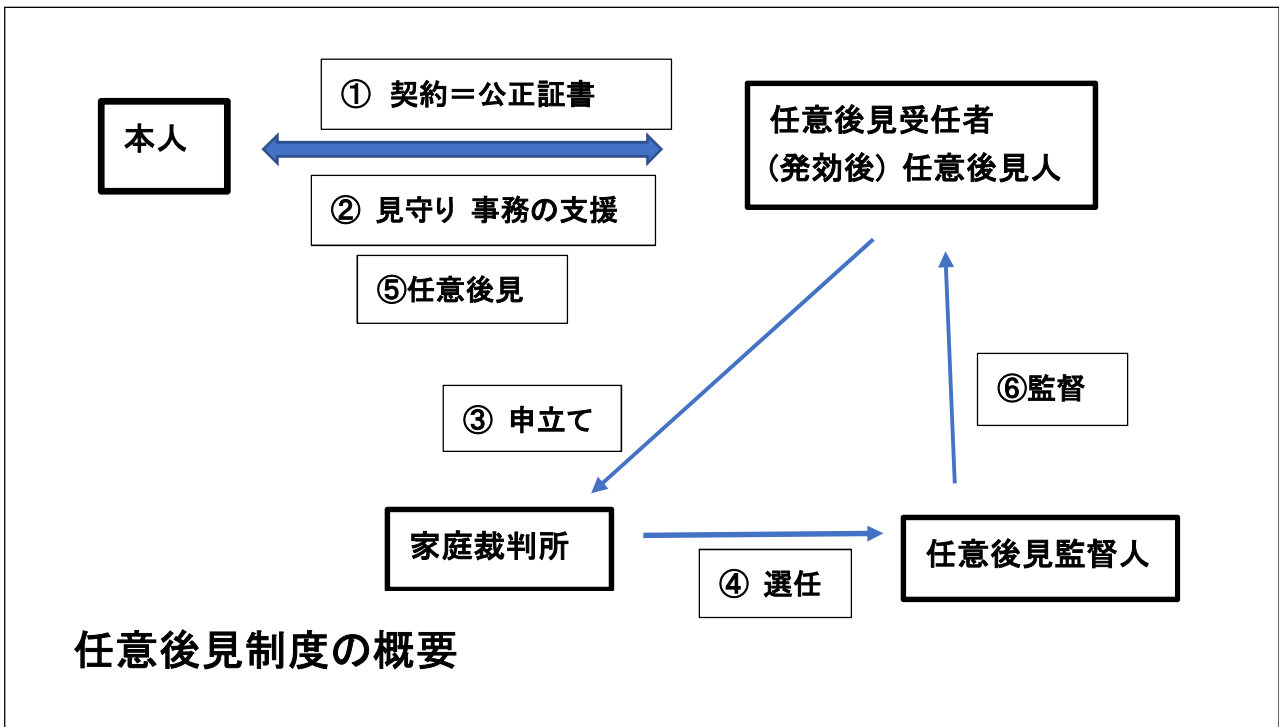 ① 契約＝公正証書
本人
任意後見受任者
(発効後) 任意後見人
② 見守り 事務の支援
⑤任意後見
⑥監督
③ 申立て
家庭裁判所
任意後見監督人
④ 選任
任意後見制度の概要